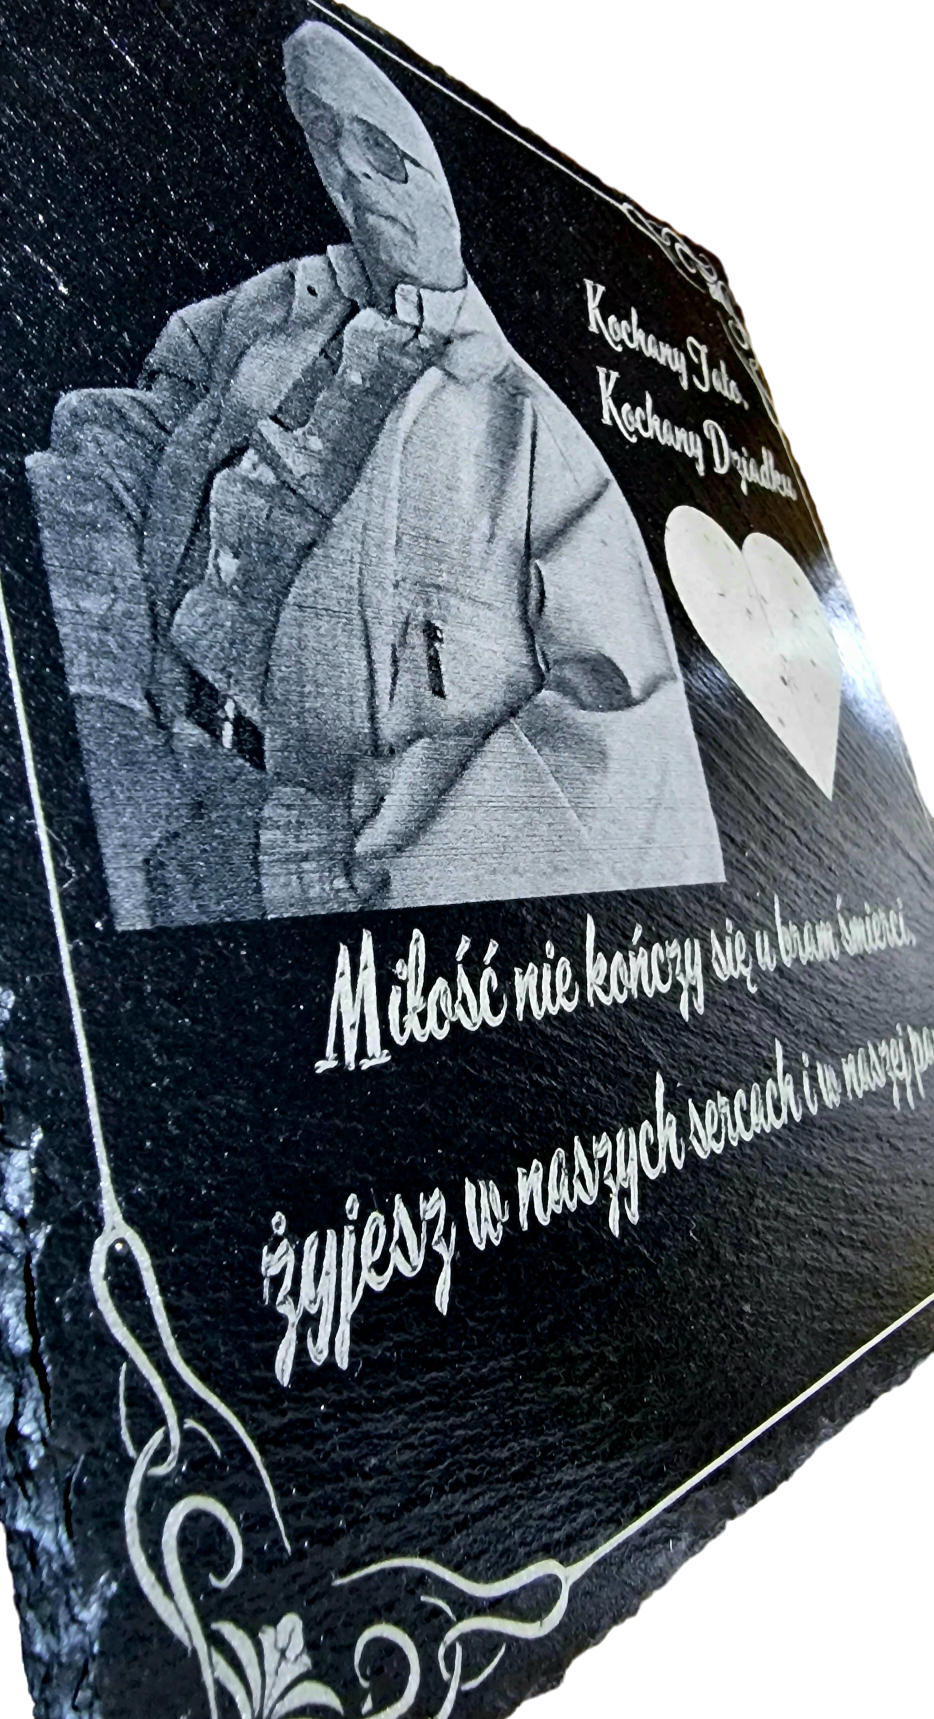 Kochany Tato,
Kochany Dziadku
Miłość nie kończy się u bram śmierci,
żyjesz w naszych sercach i w naszej